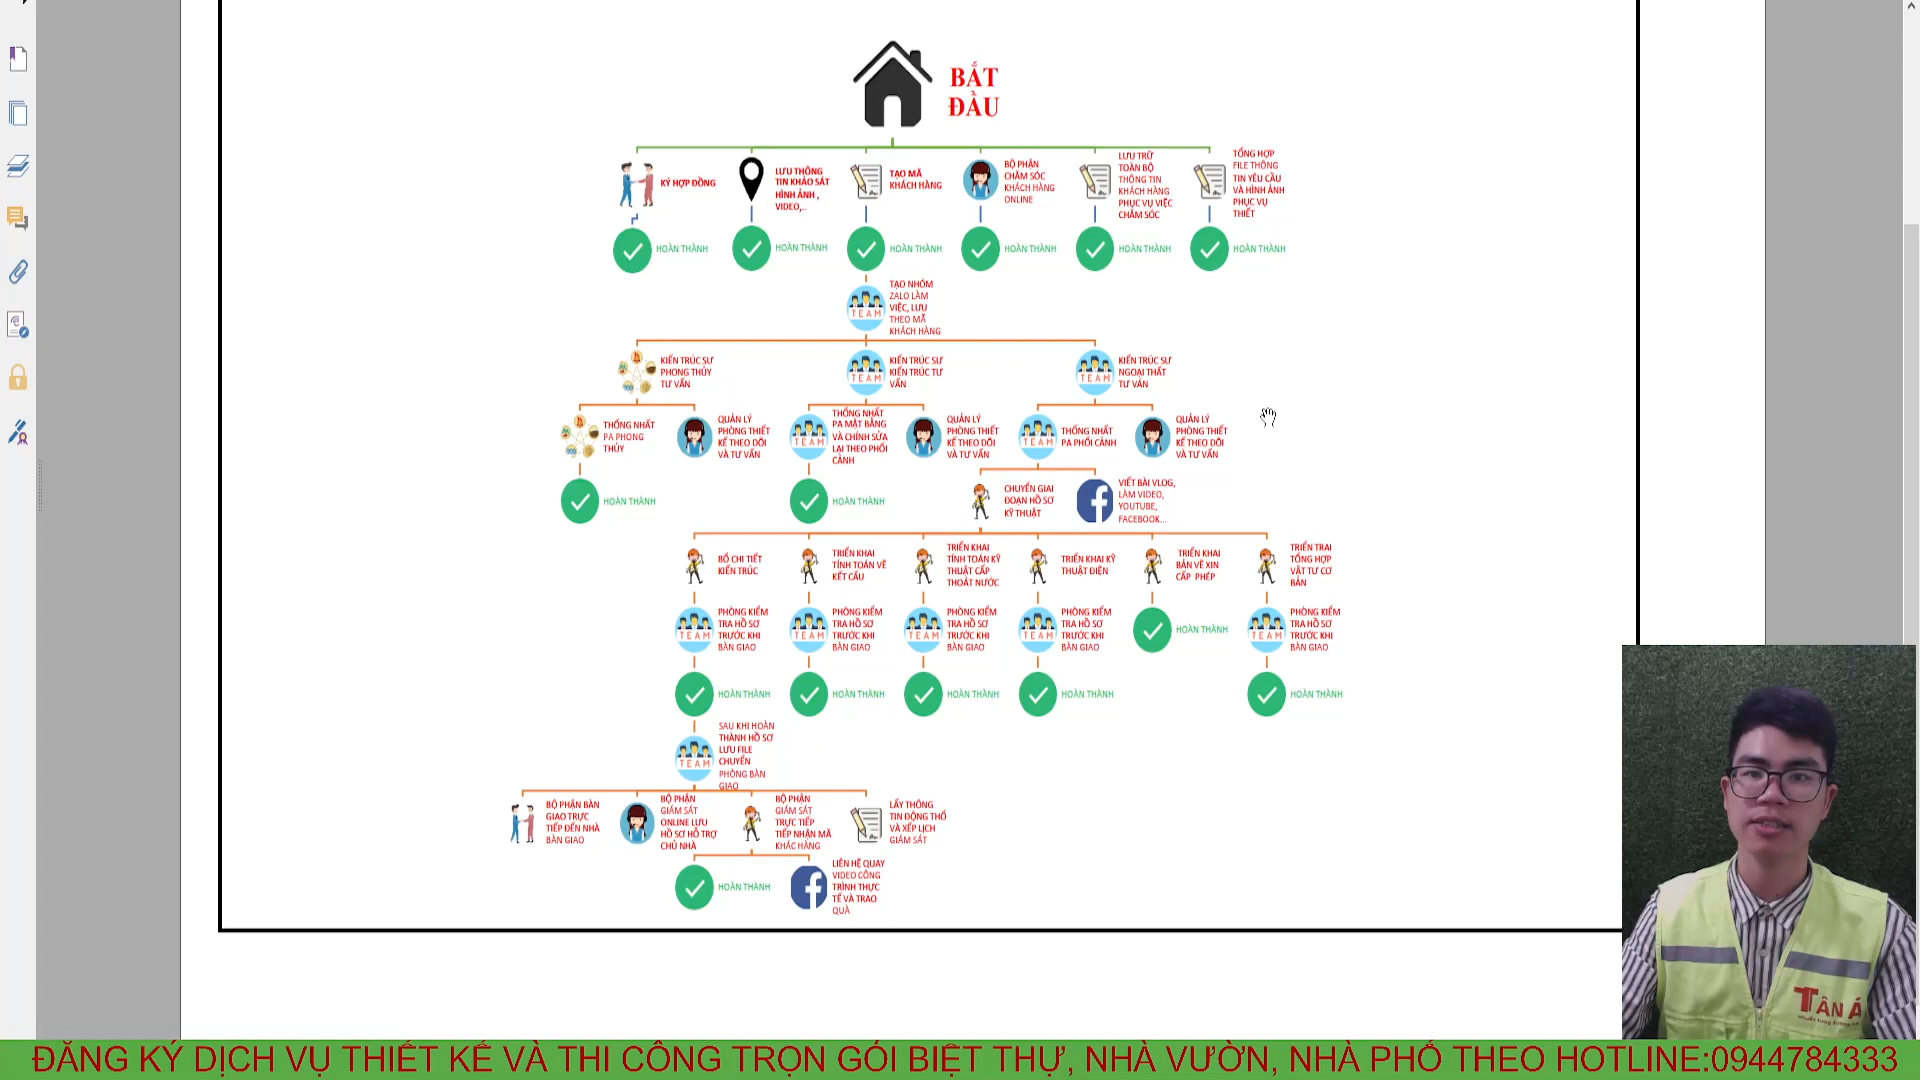 BẮT
ĐẦU
KÝ HỢP ĐỒNG
LƯU THÔNG
TIN KHẢO SÁT
HÌNH ẢNH ,
VIDEO,..
TẠO MÃ
KHÁCH HÀNG
BỘ PHẬN
CHĂM SÓC
KHÁCH HÀNG
ONLINE
LƯU TRỮ
TOÀN BỘ
THÔNG TIN
KHÁCH HÀNG
PHỤC VỤ VIỆC
CHĂM SÓC
TỔNG HỢP
FILE THÔNG
TIN YÊU CẦU
VÀ HÌNH ẢNH
PHỤC VỤ
THIẾT
HOÀN THÀNH
HOÀN THÀNH
HOÀN THÀNH
HOÀN THÀNH
HOÀN THÀNH
HOÀN THÀNH
TEAM
TẠO NHÓM
ZALO LÀM
VIỆC, LƯU
THEO MÃ
KHÁCH HÀNG
KIẾN TRÚC SƯ
PHONG THỦY
TƯ VẤN
TEAM
KIẾN TRÚC SƯ
KIẾN TRÚC TƯ
VẤN
TEAM
KIẾN TRÚC SƯ
NGOẠI THẤT
TƯ VẤN
THỐNG NHẤT
PA PHONG
THỦY
QUẢN LÝ
PHÒNG THIẾT
KẾ THEO DÕI
VÀ TƯ VẤN
TEAM
THỐNG NHẤT
PA MẶT BẰNG
VÀ CHỈNH SỬA
LẠI THEO PHỐI
CẢNH
QUẢN LÝ
PHÒNG THIẾT
KẾ THEO DÕI
VÀ TƯ VẤN
TEAM
THỐNG NHẤT
PA PHỐI CẢNH
QUẢN LÝ
PHÒNG THIẾT
KẾ THEO DÕI
VÀ TƯ VẤN
HOÀN THÀNH
HOÀN THÀNH
CHUYỂN GIAI
ĐOẠN HỒ SƠ
KỸ THUẬT
VIẾT BÀI VLOG,
LÀM VIDEO,
YOUTUBE,
FACEBOOK...
BỔ CHI TIẾT
KIẾN TRÚC
TRIỂN KHAI
TÍNH TOÁN VẼ
KẾT CẤU
TRIỂN KHAI
TÍNH TOÁN KỸ
THUẬT CẤP
THOÁT NƯỚC
TRIỂN KHAI KỸ
THUẬT ĐIỆN
TRIỂN KHAI
BẢN VẼ XIN
CẤP PHÉP
TRIỂN TRAI
TỔNG HỢP
VẬT TƯ CƠ
BẢN
TEAM
PHÒNG KIỂM
TRA HỒ SƠ
TRƯỚC KHI
BÀN GIAO
TEAM
PHÒNG KIỂM
TRA HỒ SƠ
TRƯỚC KHI
BÀN GIAO
TEAM
PHÒNG KIỂM
TRA HỒ SƠ
TRƯỚC KHI
BÀN GIAO
TEAM
PHÒNG KIỂM
TRA HỒ SƠ
TRƯỚC KHI
BÀN GIAO
HOÀN THÀNH
TEAM
PHÒNG KIỂM
TRA HỒ SƠ
TRƯỚC KHI
BÀN GIAO
HOÀN THÀNH
HOÀN THÀNH
HOÀN THÀNH
HOÀN THÀNH
HOÀN THÀNH
TEAM
SAU KHI HOÀN
THÀNH HỒ SƠ
LƯU FILE
CHUYỂN
PHÒNG BÀN
GIAO
BỘ PHẬN BÀN
GIAO TRỰC
TIẾP ĐẾN NHÀ
BÀN GIAO
BỘ PHẬN
GIÁM SÁT
ONLINE LƯU
HỒ SƠ HỖ TRỢ
CHỦ NHÀ
BỘ PHẬN
GIÁM SÁT
TRỰC TIẾP
TIẾP NHẬN MÃ
KHÁC HÀNG
LẤY THÔNG
TIN ĐỘNG THỔ
VÀ XẾP LỊCH
GIÁM SÁT
HOÀN THÀNH
LIÊN HỆ QUAY
VIDEO CÔNG
TRÌNH THỰC
TẾ VÀ TRAO
QUÀ
TÂN Á
ĐĂNG KÝ DỊCH VỤ THIẾT KẾ VÀ THI CÔNG TRỌN GÓI BIỆT THỰ, NHÀ VƯỜN, NHÀ PHỐ THEO HOTLINE:0944784333